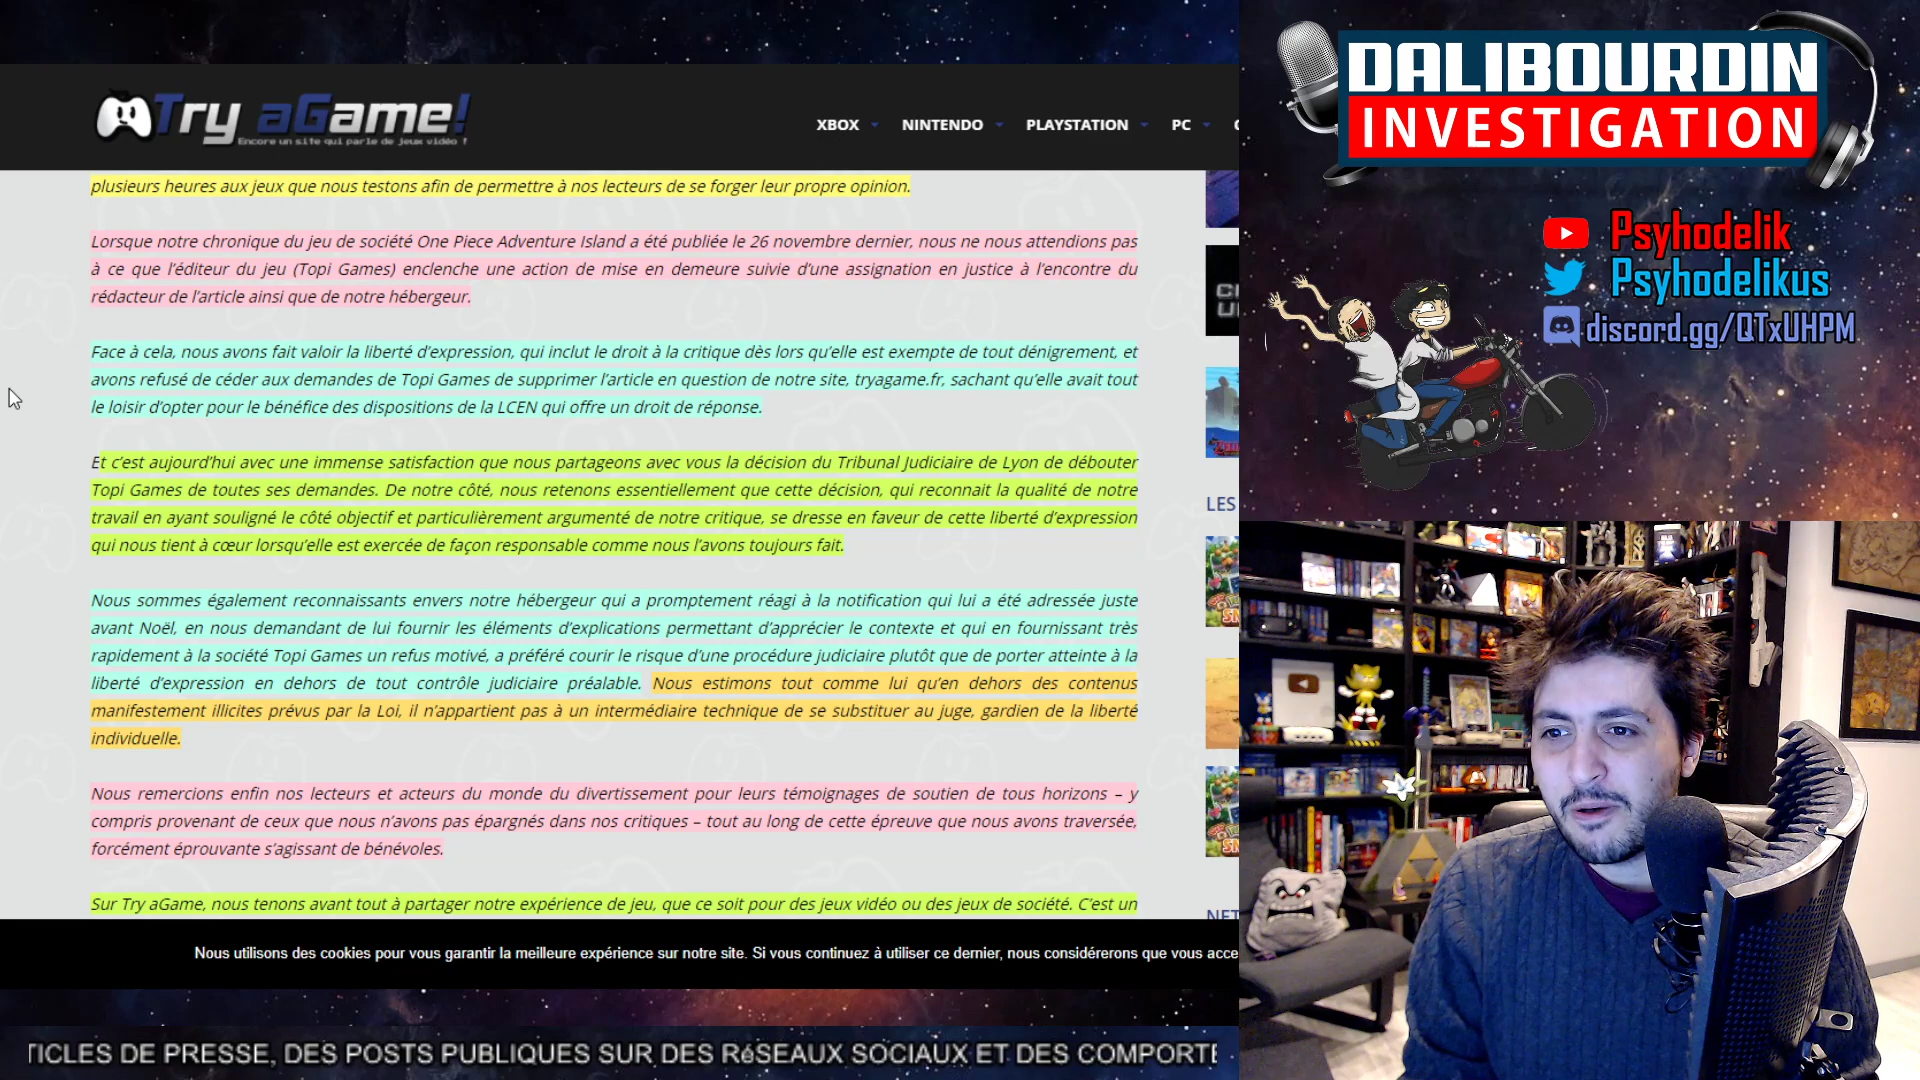 Try aGame!
Encore un site qui parle de jeux vidéo !
XBOX
NINTENDO
PLAYSTATION
PC
plusieurs heures aux jeux que nous testons afin de permettre à nos lecteurs de se forger leur propre opinion.
Lorsque notre chronique du jeu de société One Piece Adventure Island a été publiée le 26 novembre dernier, nous ne nous attendions pas
à ce que l’éditeur du jeu (Topi Games) enclenche une action de mise en demeure suivie d’une assignation en justice à l’encontre du
rédacteur de l’article ainsi que de notre hébergeur.
Face à cela, nous avons fait valoir la liberté d’expression, qui inclut le droit à la critique dès lors qu’elle est exempte de tout dénigrement, et
avons refusé de céder aux demandes de Topi Games de supprimer l’article en question de notre site, tryagame.fr, sachant qu’elle avait tout
le loisir d’opter pour le bénéfice des dispositions de la LCEN qui offre un droit de réponse.
Et c’est aujourd’hui avec une immense satisfaction que nous partageons avec vous la décision du Tribunal Judiciaire de Lyon de débouter
Topi Games de toutes ses demandes. De notre côté, nous retenons essentiellement que cette décision, qui reconnait la qualité de notre
travail en ayant souligné le côté objectif et particulièrement argumenté de notre critique, se dresse en faveur de cette liberté d’expression
qui nous tient à cœur lorsqu’elle est exercée de façon responsable comme nous l’avons toujours fait.
Nous sommes également reconnaissants envers notre hébergeur qui a promptement réagi à la notification qui lui a été adressée juste
avant Noël, en nous demandant de lui fournir les éléments d’explications permettant d’apprécier le contexte et qui en fournissant très
rapidement à la société Topi Games un refus motivé, a préféré courir le risque d’une procédure judiciaire plutôt que de porter atteinte à la
liberté d’expression en dehors de tout contrôle judiciaire préalable. Nous estimons tout comme lui qu’en dehors des contenus
manifestement illicites prévus par la Loi, il n’appartient pas à un intermédiaire technique de se substituer au juge, gardien de la liberté
individuelle.
Nous remercions enfin nos lecteurs et acteurs du monde du divertissement pour leurs témoignages de soutien de tous horizons – y
compris provenant de ceux que nous n’avons pas épargnés dans nos critiques – tout au long de cette épreuve que nous avons traversée,
forcément éprouvante s’agissant de bénévoles.
Sur Try aGame, nous tenons avant tout à partager notre expérience de jeu, que ce soit pour des jeux vidéo ou des jeux de société. C’est un
LES
NET
Nous utilisons des cookies pour vous garantir la meilleure expérience sur notre site. Si vous continuez à utiliser ce dernier, nous considérerons que vous acce
TICLES DE PRESSE, DES POSTS PUBLIQUES SUR DES RéSEAUX SOCIAUX ET DES COMPORTE
DALIBOURDIN
INVESTIGATION
Psyhodelik
Psyhodelikus
discord.gg/QTxUHPM